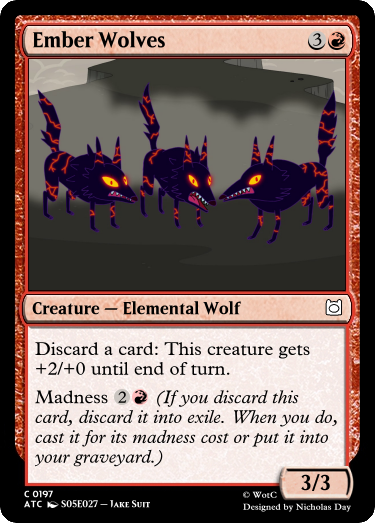 Ember Wolves 3
Creature — Elemental Wolf
Discard a card: This creature gets
+2/+0 until end of turn.
Madness 2 (If you discard this
card, discard it into exile. When you do,
cast it for its madness cost or put it into
your graveyard.)
3/3
C 0197
ATC S05E027 — Jake Suit
© WotC
Designed by Nicholas Day